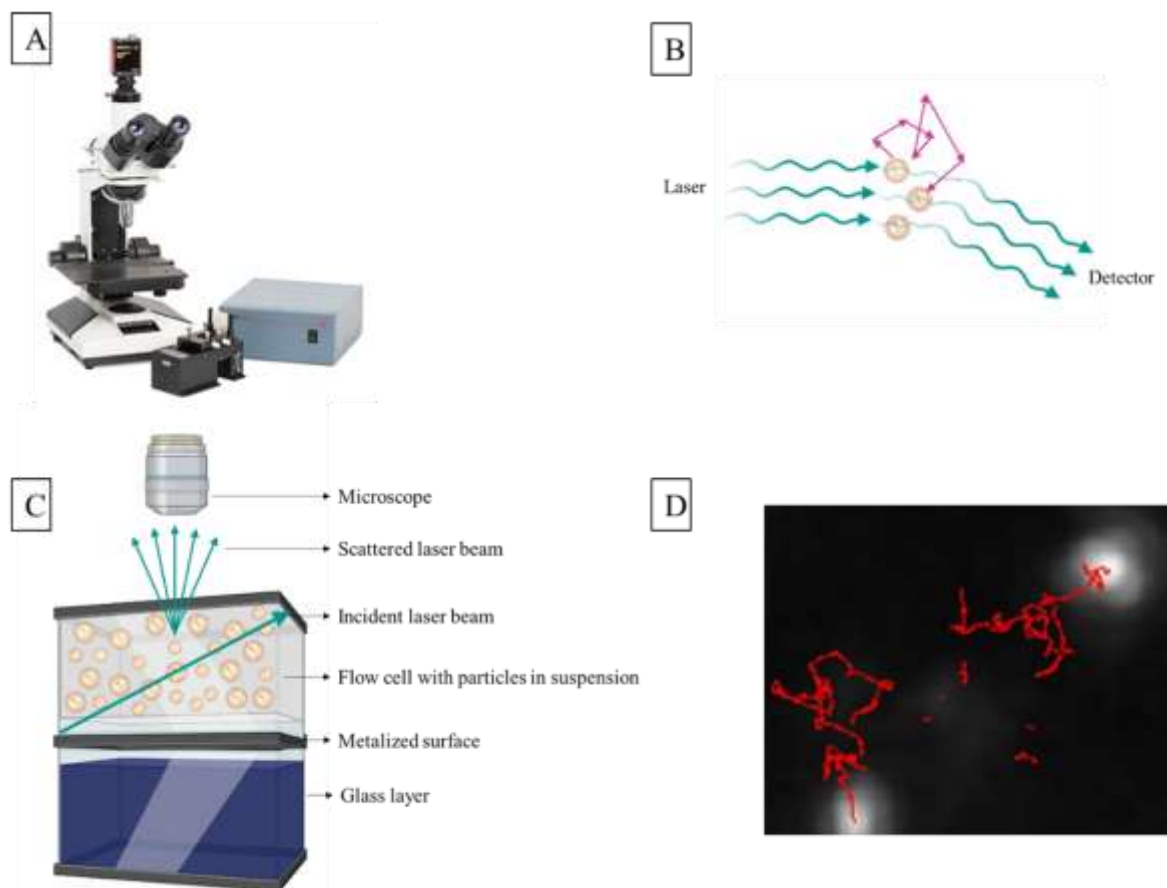 A
B
Laser
Detector
C
Microscope
Scattered laser beam
Incident laser beam
Flow cell with particles in suspension
Metalized surface
Glass layer
D